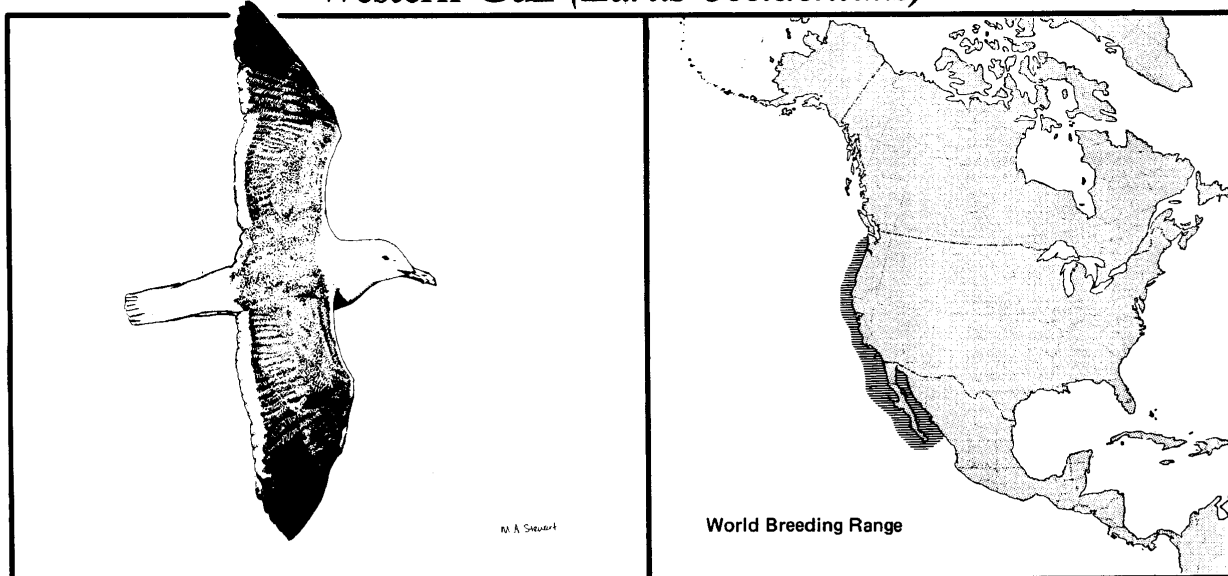 Western Gull (Larus occidentalis)
M A Stewart
World Breeding Range